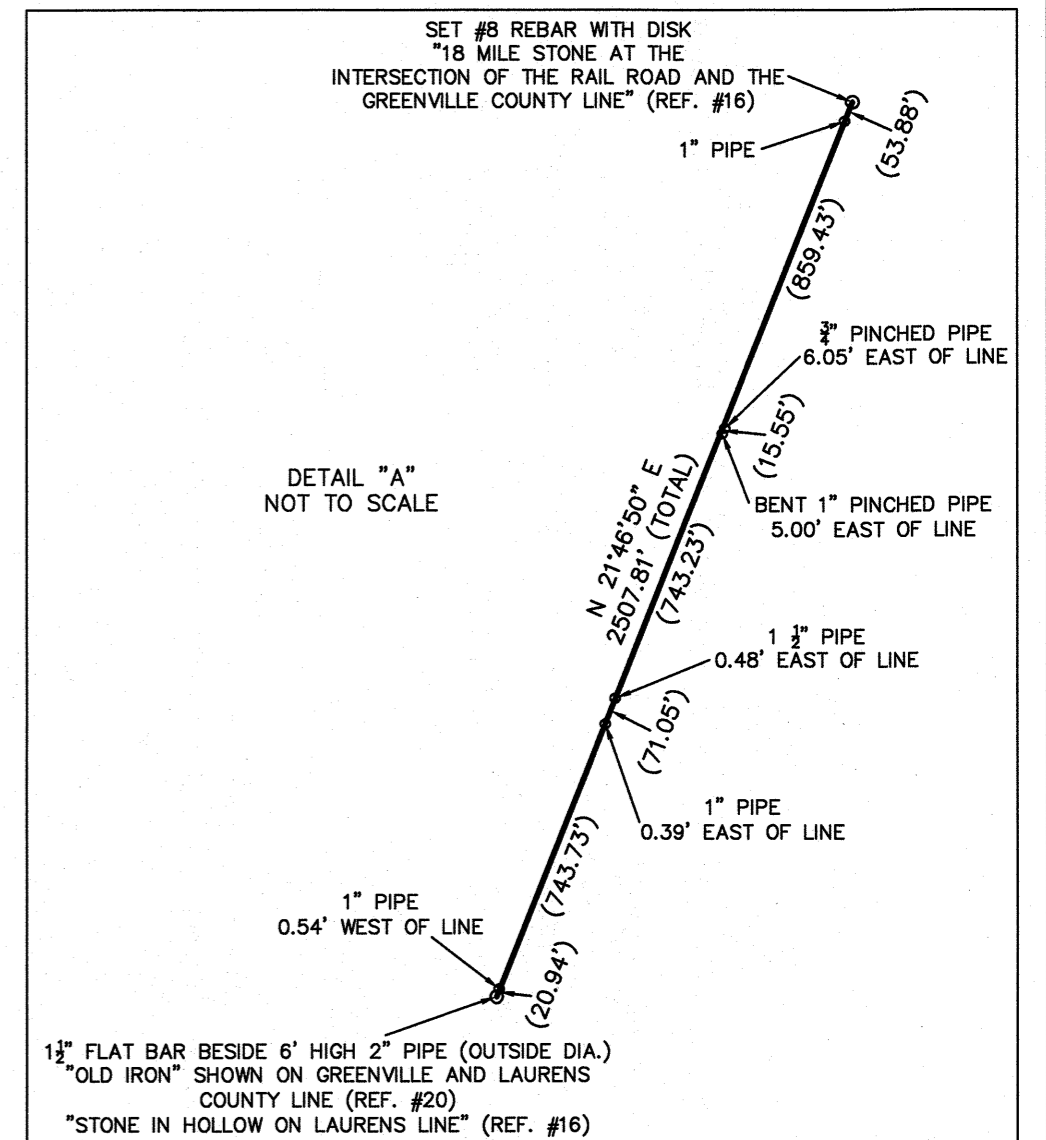 SET #8 REBAR WITH DISK
"18 MILE STONE AT THE
INTERSECTION OF THE RAIL ROAD AND THE
GREENVILLE COUNTY LINE" (REF. #16)
(53.88')
1" PIPE
(859.43')
3/4" PINCHED PIPE
6.05' EAST OF LINE
(15.55')
DETAIL "A"
NOT TO SCALE
N 21°46'50" E
2507.81' (TOTAL)
BENT 1" PINCHED PIPE
5.00' EAST OF LINE
(743.23')
1 1/2" PIPE
0.48' EAST OF LINE
(71.05')
1" PIPE
0.39' EAST OF LINE
(743.73')
1" PIPE
0.54' WEST OF LINE
(20.94')
1 1/2" FLAT BAR BESIDE 6' HIGH 2" PIPE (OUTSIDE DIA.)
"OLD IRON" SHOWN ON GREENVILLE AND LAURENS
COUNTY LINE (REF. #20)
"STONE IN HOLLOW ON LAURENS LINE" (REF. #16)